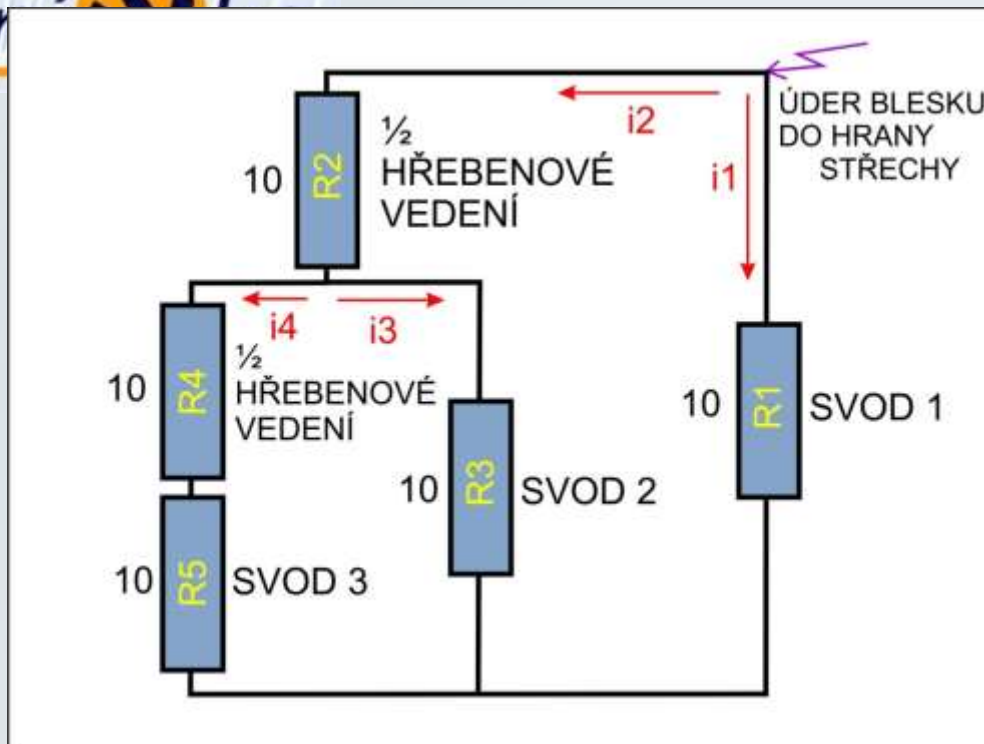 ÚDER BLESKU
DO HRANY
STŘECHY
i2
i1
10
R2
½
HŘEBENOVÉ
VEDENÍ
i4
i3
10
R4
½
HŘEBENOVÉ
VEDENÍ
10
R3
SVOD 2
10
R1
SVOD 1
10
R5
SVOD 3